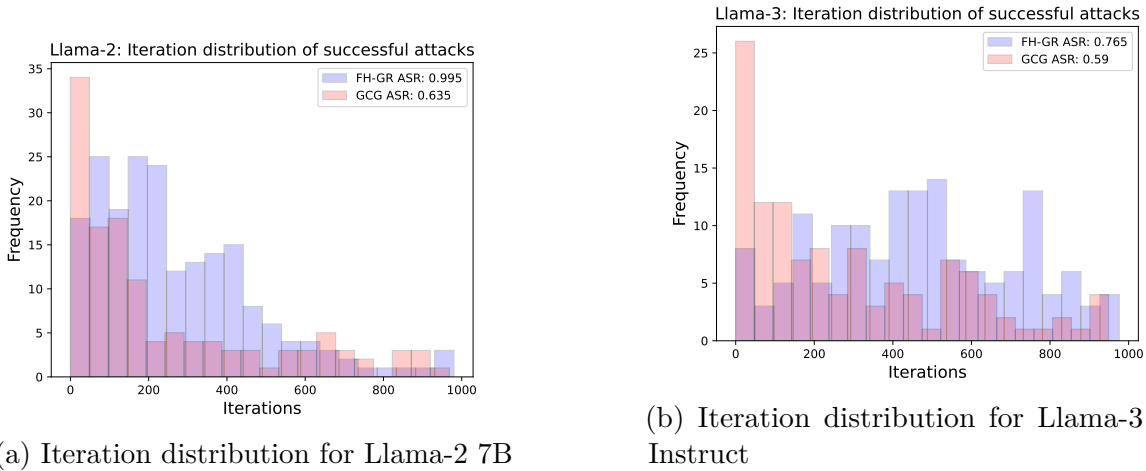 Llama-2: Iteration distribution of successful attacks
FH-GR ASR: 0.995
GCG ASR: 0.635
Frequency
35
30
25
20
15
10
5
0
0 200 400 600 800 1000
Iterations
a) Iteration distribution for Llama-2 7B
Llama-3: Iteration distribution of successful attacks
FH-GR ASR: 0.765
GCG ASR: 0.59
Frequency
25
20
15
10
5
0
0 200 400 600 800 1000
Iterations
(b) Iteration distribution for Llama-3
Instruct